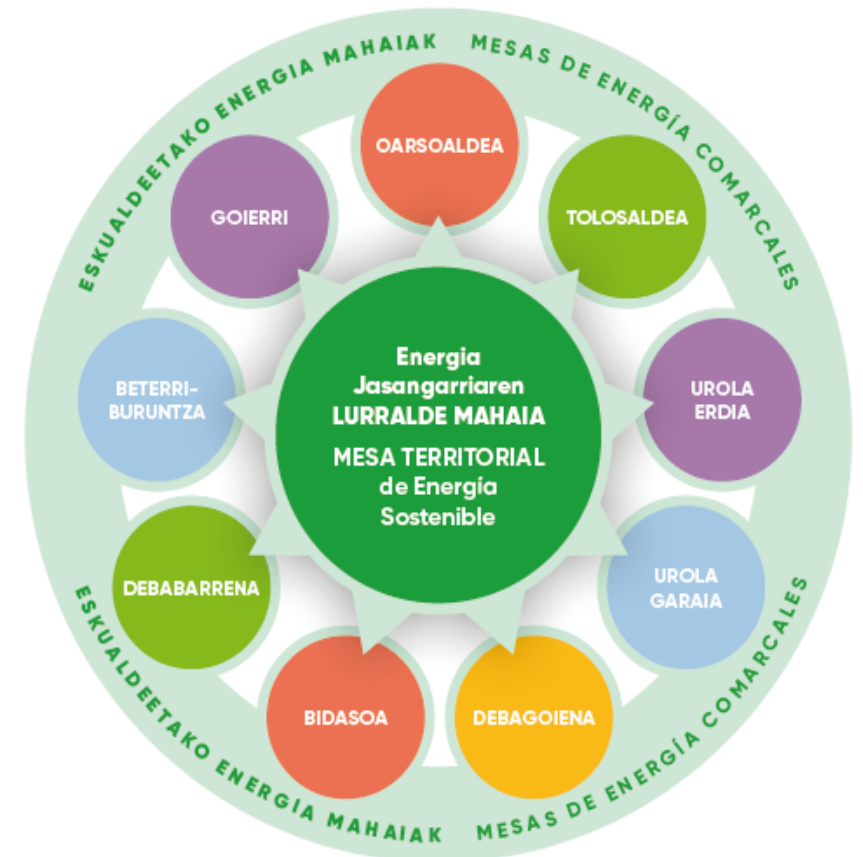 ESKUALDEETAKO ENERGIA MAHAIAK
MESAS DE ENERGÍA COMARCALES
OARSOALDEA
GOIERRI
TOLOSALDEA
BETERRI-
BURUNTZA
UROLA
ERDIA
Energia
Jasangarriaren
LURRALDE MAHAIA
MESA TERRITORIAL
de Energía
Sostenible
DEBABARRENA
UROLA
GARAIA
BIDASOA
DEBAGOIENA
ESKUALDEETAKO ENERGIA MAHAIAK
MESAS DE ENERGÍA COMARCALES